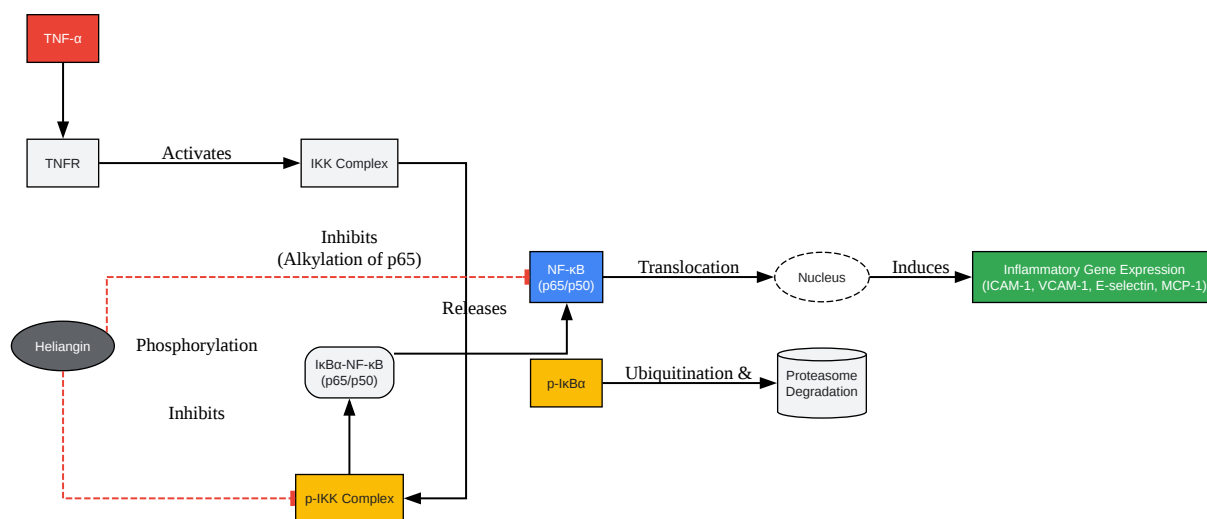 TNF-α
TNFR
Activates
IKK Complex
Inhibits
(Alkylation of p65)
NF-κB
(p65/p50)
Translocation
Nucleus
Induces
Inflammatory Gene Expression
(ICAM-1, VCAM-1, E-selectin, MCP-1)
Releases
Heliangin
Phosphorylation
IκBα-NF-κB
(p65/p50)
p-IκBα
Ubiquitination &
Proteasome
Degradation
Inhibits
p-IKK Complex